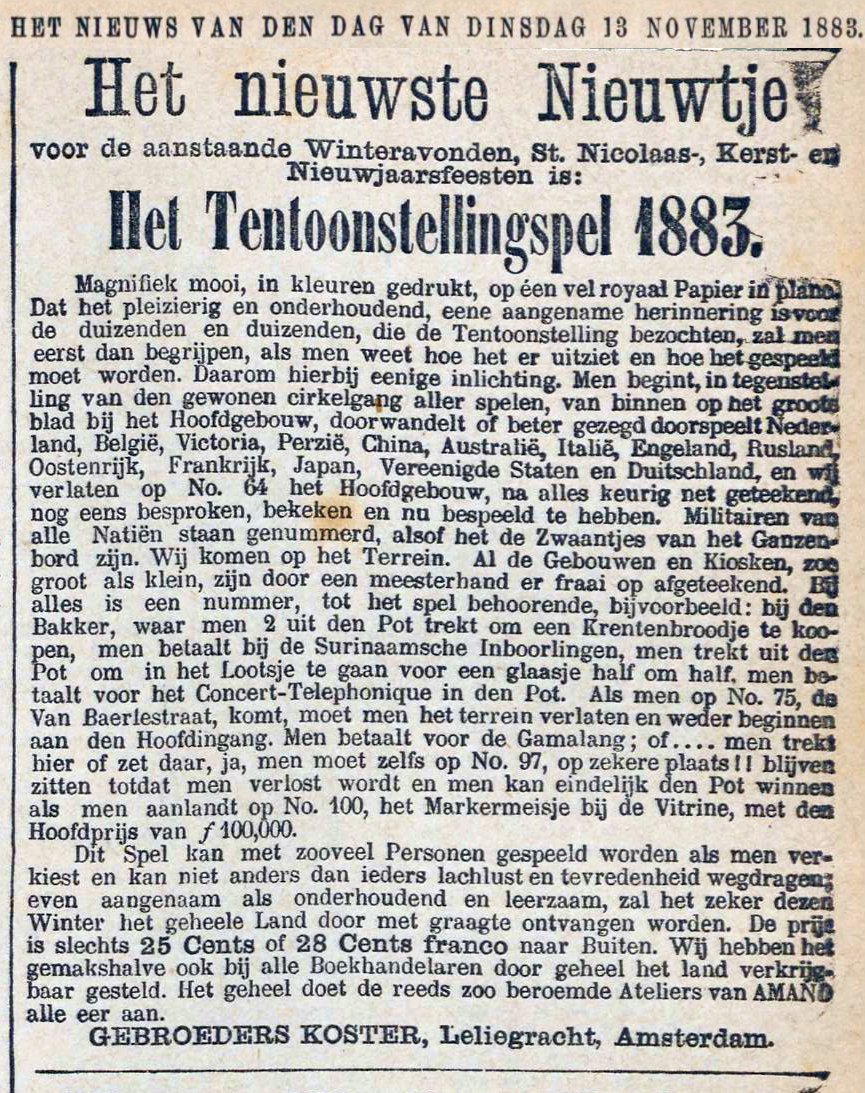 HET NIEUWS VAN DEN DAG VAN DINSDAG 13 NOVEMBER 1883.
Het nieuwste Nieuwtje
voor de aanstaande Winteravonden, St. Nicolaas-, Kerst- en
Nieuwjaarsfeesten is:
Het Tentoonstellingspel 1883.
Magnifiek mooi, in kleuren gedrukt, op één vel royaal Papier in plano.
Dat het pleizierig en onderhoudend, eene aangename herinnering is voor
de duizenden en duizenden, die de Tentoonstelling bezochten, zal men
eerst dan begrijpen, als men weet hoe het er uitziet en hoe het gespeeld
moet worden. Daarom hierbij eenige inlichting. Men begint, in tegenstel-
ling van den gewonen cirkelgang aller spelen, van binnen op het groote
blad bij het Hoofdgebouw, doorwandelt of beter gezegd doorspeelt Neder-
land, België, Victoria, Perzië, China, Australië, Italië, Engeland, Rusland,
Oostenrijk, Frankrijk, Japan, Vereenigde Staten en Duitschland, en wij
verlaten op No. 64 het Hoofdgebouw, na alles keurig net geteekend,
nog eens besproken, bekeken en nu bespeeld te hebben. Militairen van
alle Natiën staan genummerd, alsof het de Zwaantjes van het Ganzen-
bord zijn. Wij komen op het Terrein. Al de Gebouwen en Kiosken, zoo
groot als klein, zijn door een meesterhand er fraai op afgeteekend. Bij
alles is een nummer, tot het spel behoorende, bijvoorbeeld: bij den
Bakker, waar men 2 uit den Pot trekt om een Krentenbroodje te koo-
pen, men betaalt bij de Surinaamsche Inboorlingen, men trekt uit den
Pot om in het Lootsje te gaan voor een glaasje half om half, men be-
taalt voor het Concert-Telephonique in den Pot. Als men op No. 75, de
Van Baerlestraat, komt, moet men het terrein verlaten en weder beginnen
aan den Hoofdingang. Men betaalt voor de Gamalang; of.... men trekt
hier of zet daar, ja, men moet zelfs op No. 97, op zekere plaats!! blijven
zitten totdat men verlost wordt en men kan eindelijk den Pot winnen
als men aanlandt op No. 100, het Markermeisje bij de Vitrine, met den
Hoofdprijs van ƒ 100,000.
Dit Spel kan met zooveel Personen gespeeld worden als men ver-
kiest en kan niet anders dan ieders lachlust en tevredenheid wegdragen;
even aangenaam als onderhoudend en leerzaam, zal het zeker dezen
Winter het geheele Land door met graagte ontvangen worden. De prijs
is slechts 25 Cents of 28 Cents franco naar Buiten. Wij hebben het
gemakshalve ook bij alle Boekhandelaren door geheel het land verkrijg-
baar gesteld. Het geheel doet de reeds zoo beroemde Ateliers van AMAND
alle eer aan.
GEBROEDERS KOSTER, Leliegracht, Amsterdam.